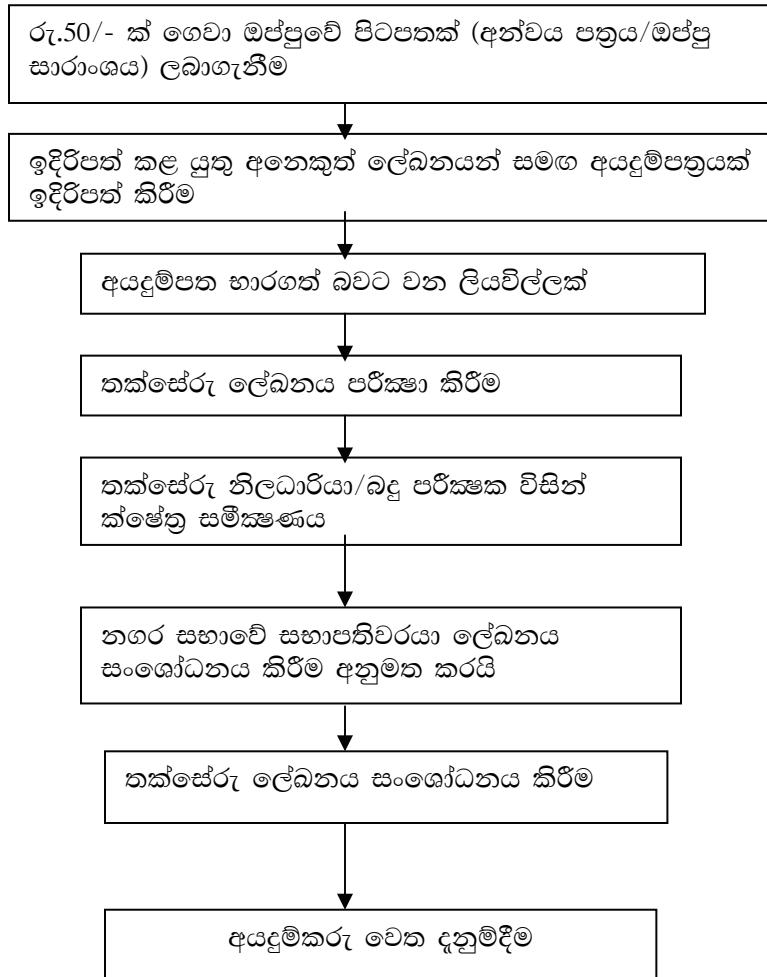 රු.50/- ක් ගෙවා ඔප්පුවේ පිටපතක් (අන්වය පත්‍රය/ඔප්පු
සාරාංශය) ලබාගැනීම
ඉදිරිපත් කළ යුතු අනෙකුත් ලේඛනයන් සමඟ අයදුම්පත්‍රයක්
ඉදිරිපත් කිරීම
අයදුම්පත භාරගත් බවට වන ලියවිල්ලක්
තක්සේරු ලේඛනය පරීක්‍ෂා කිරීම
තක්සේරු නිලධාරියා/බදු පරීක්‍ෂක විසින්
ක්ෂේත්‍ර සමීක්‍ෂණය
නගර සභාවේ සභාපතිවරයා ලේඛනය
සංශෝධනය කිරීම අනුමත කරයි
තක්සේරු ලේඛනය සංශෝධනය කිරීම
අයදුම්කරු වෙත දැනුම්දීම